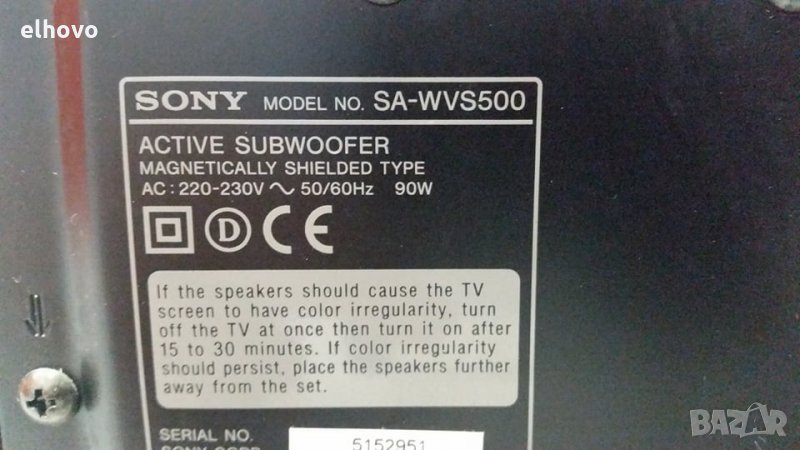 elhovo
SONY MODEL NO. SA-WVS500
ACTIVE SUBWOOFER
MAGNETICALLY SHIELDED TYPE
AC : 220-230V ∿ 50/60Hz 90W
D CE
If the speakers should cause the TV
screen to have color irregularity, turn
off the TV at once then turn it on after
15 to 30 minutes. If color irregularity
should persist, place the speakers further
away from the set.
SERIAL NO. 5152951
SONY CORP
BAZAR